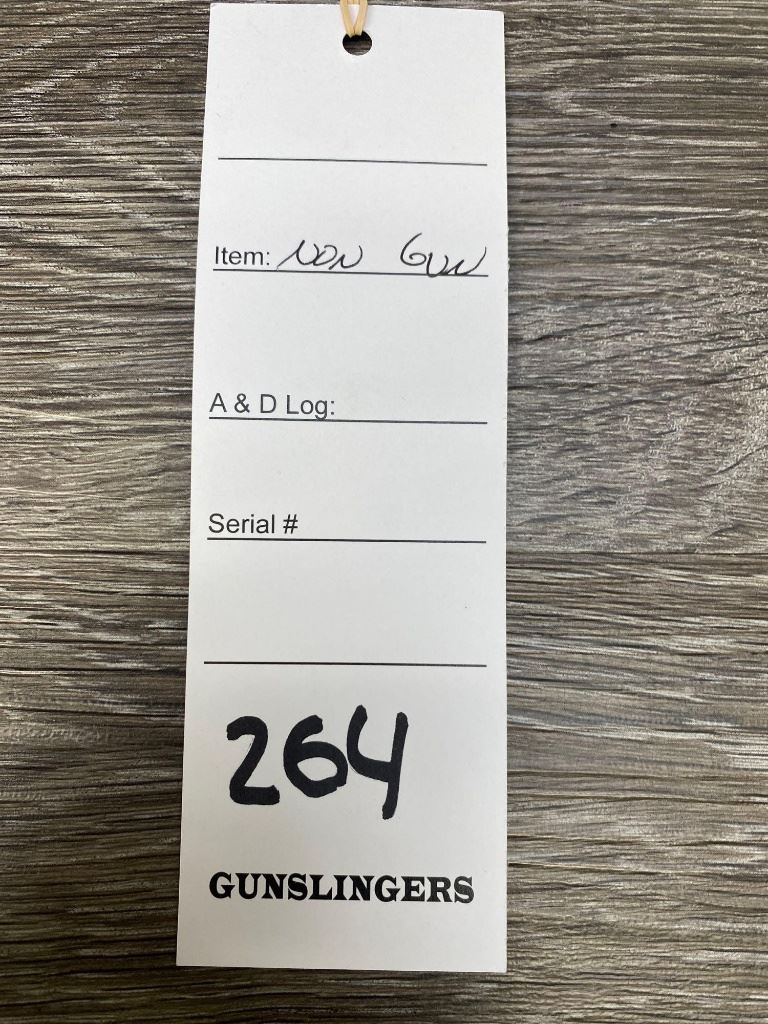 Item: NON GUN
A & D Log:
Serial #
264
GUNSLINGERS